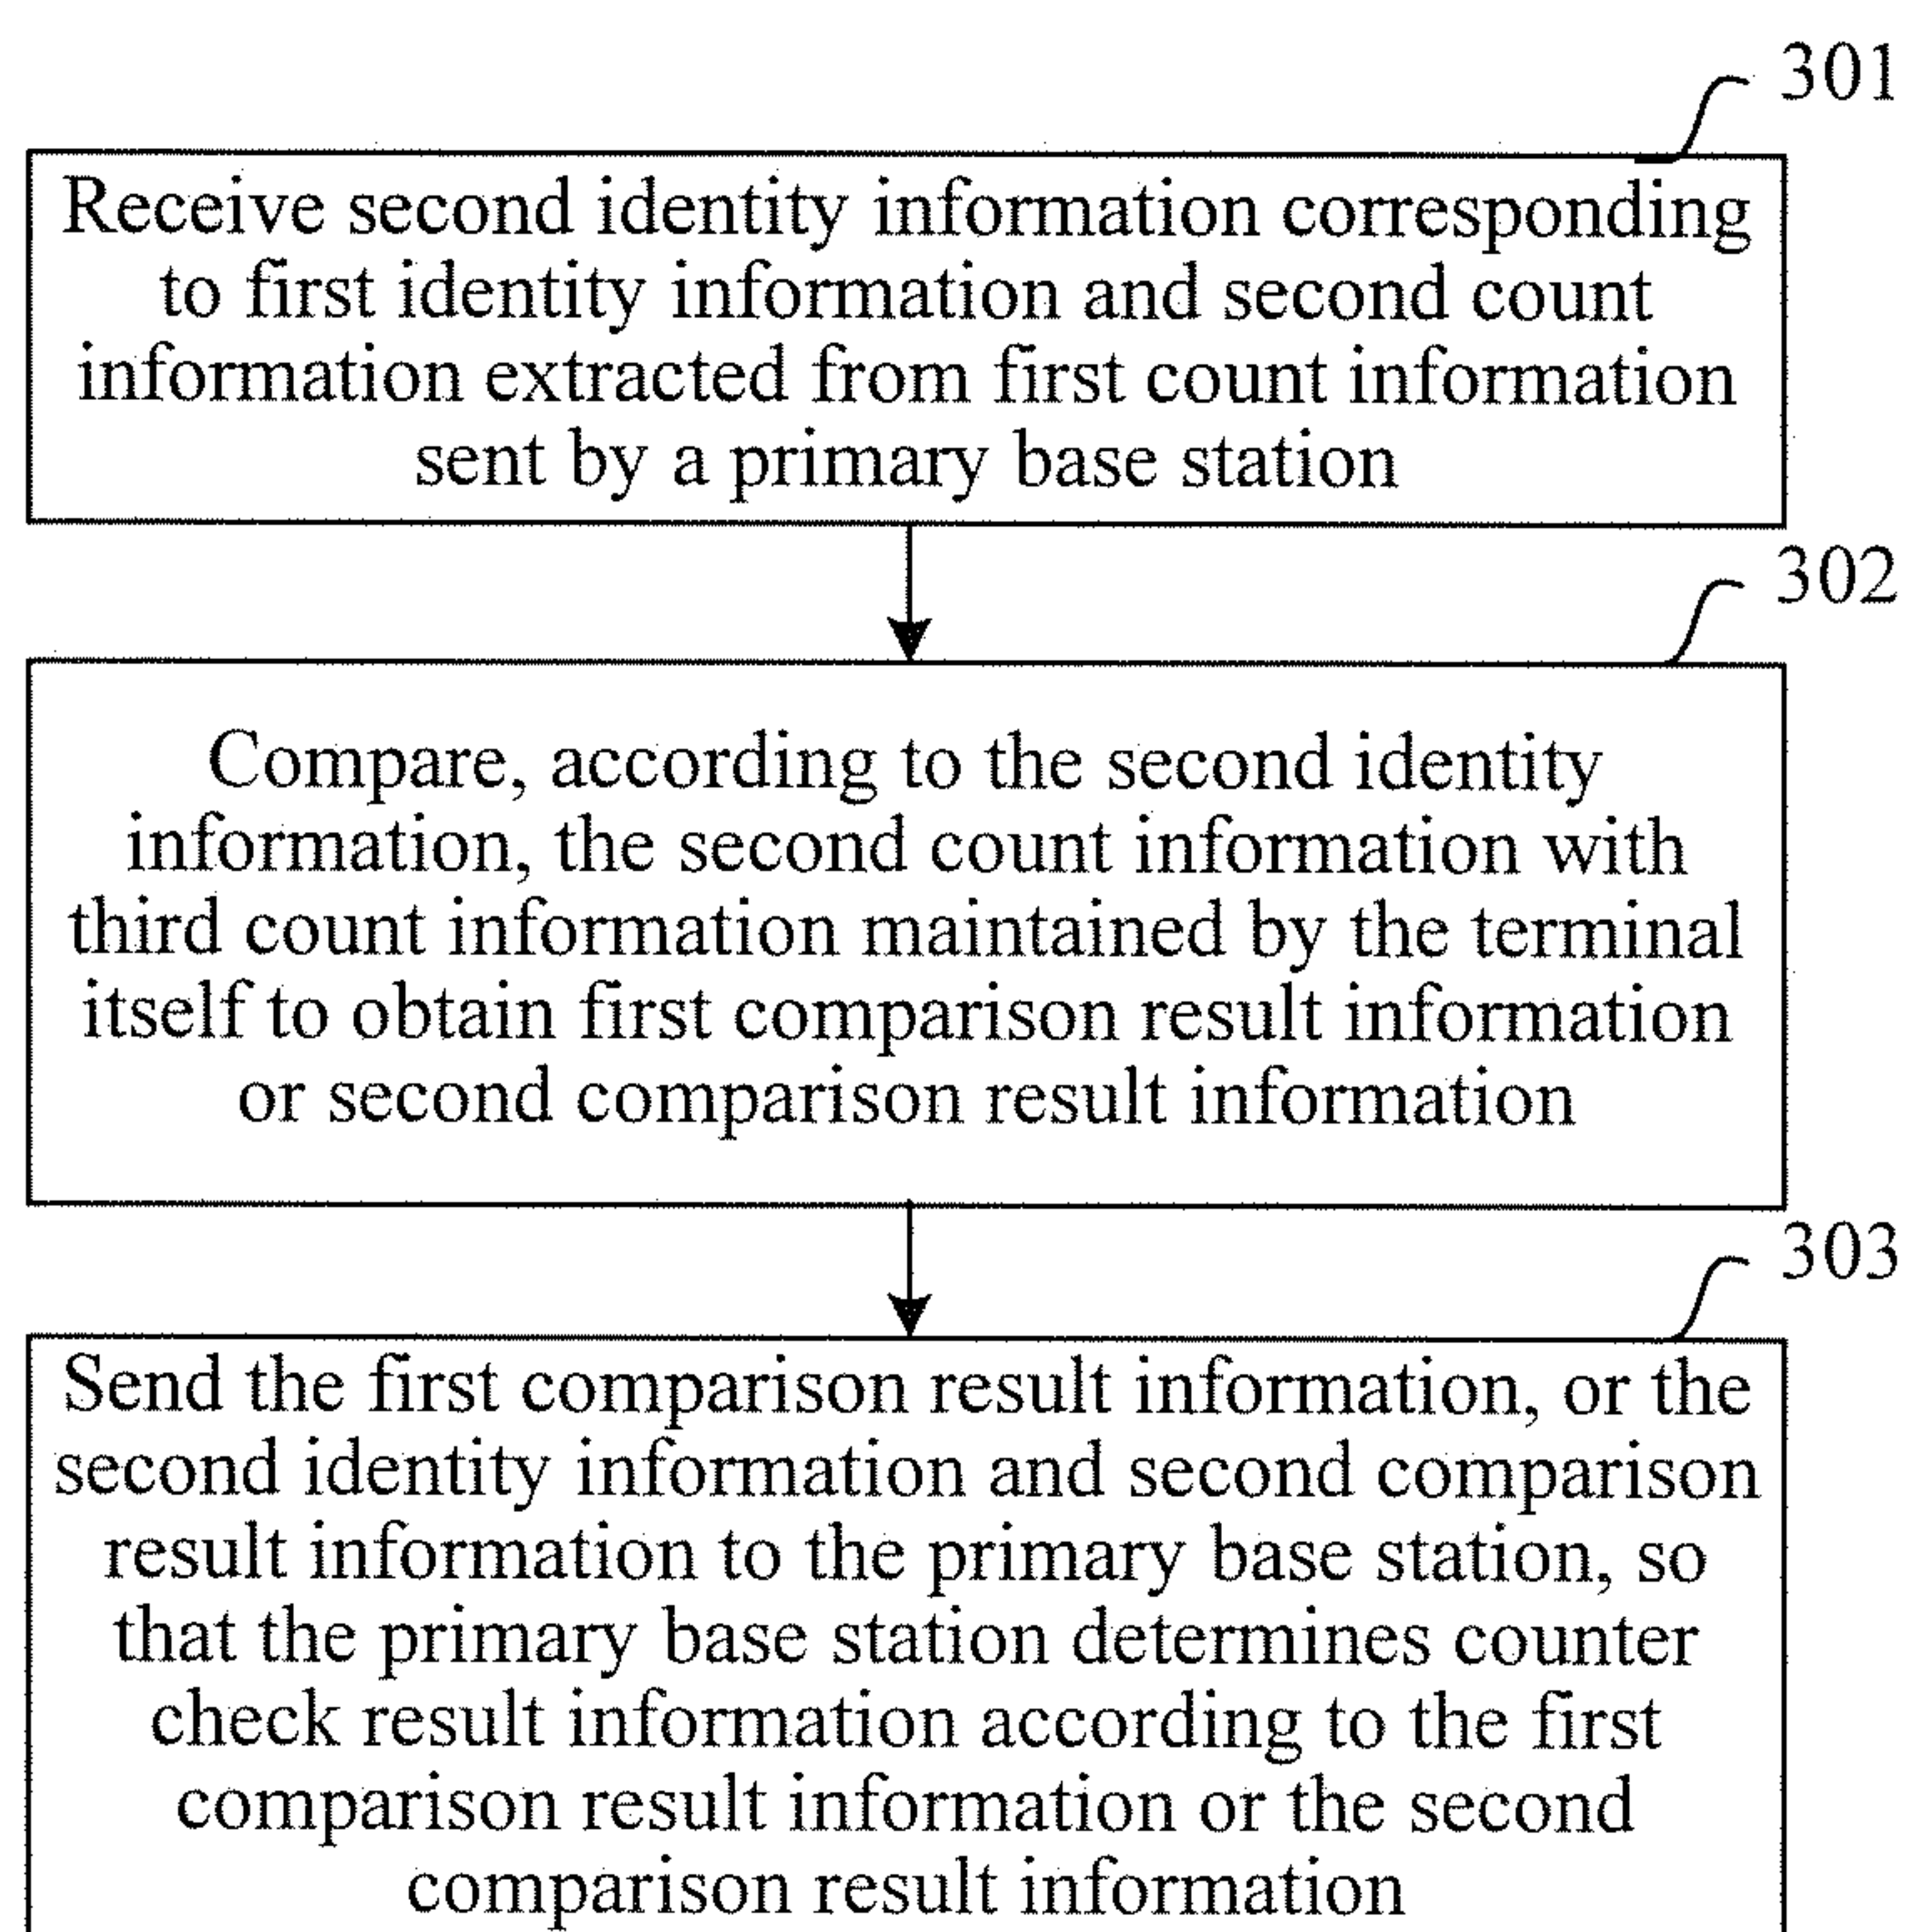 301
Receive second identity information corresponding
to first identity information and second count
information extracted from first count information
sent by a primary base station
302
Compare, according to the second identity
information, the second count information with
third count information maintained by the terminal
itself to obtain first comparison result information
or second comparison result information
303
Send the first comparison result information, or the
second identity information and second comparison
result information to the primary base station, so
that the primary base station determines counter
check result information according to the first
comparison result information or the second
comparison result information